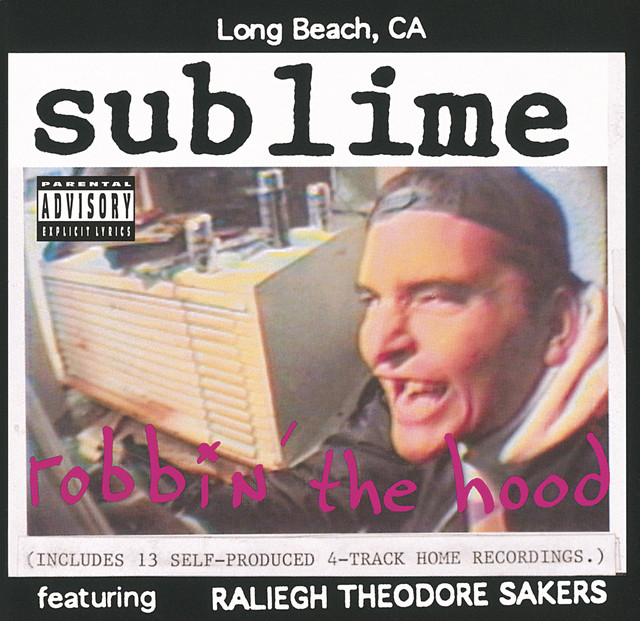 Long Beach, CA
sublime
PARENTAL
ADVISORY
EXPLICIT LYRICS
robbin' the hood
(INCLUDES 13 SELF-PRODUCED 4-TRACK HOME RECORDINGS.)
featuring RALIEGH THEODORE SAKERS